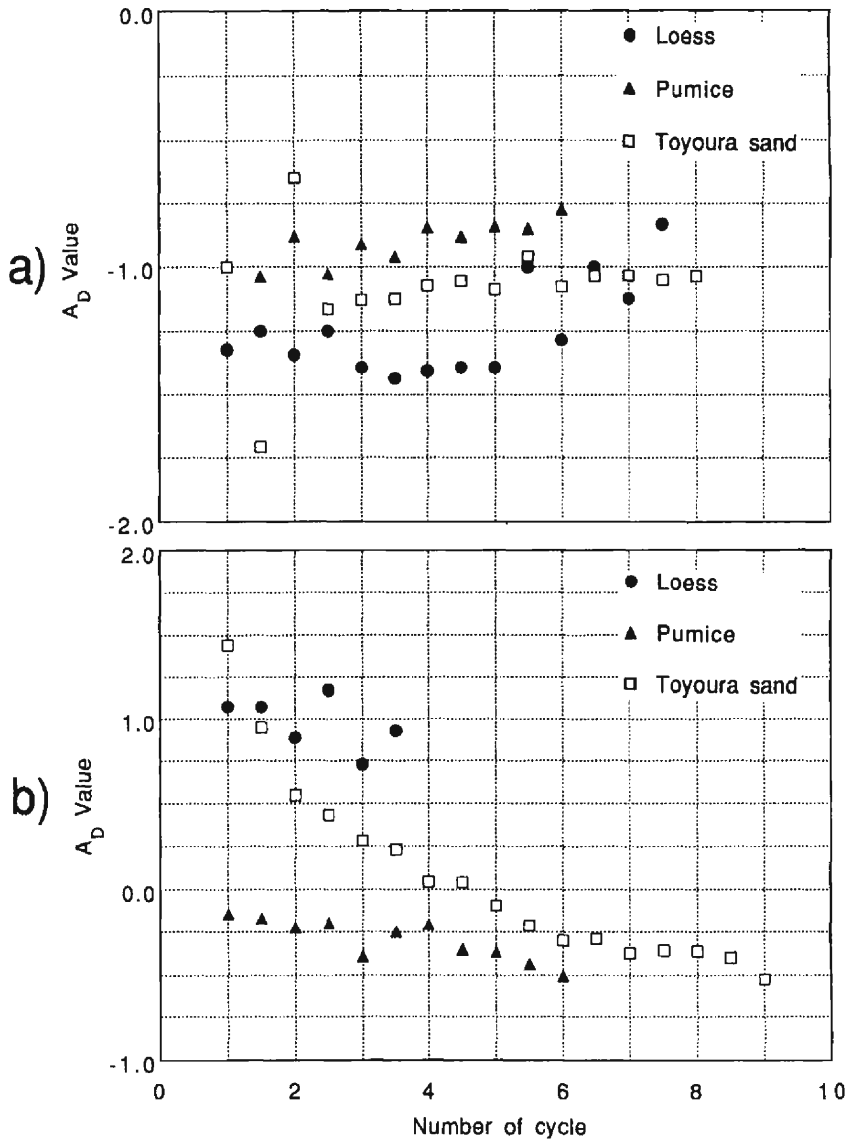 0.0
Loess
Pumice
Toyoura sand
a)
A_D Value
-1.0
-2.0
2.0
Loess
Pumice
Toyoura sand
1.0
b)
A_D Value
0.0
-1.0
0 2 4 6 8 10
Number of cycle